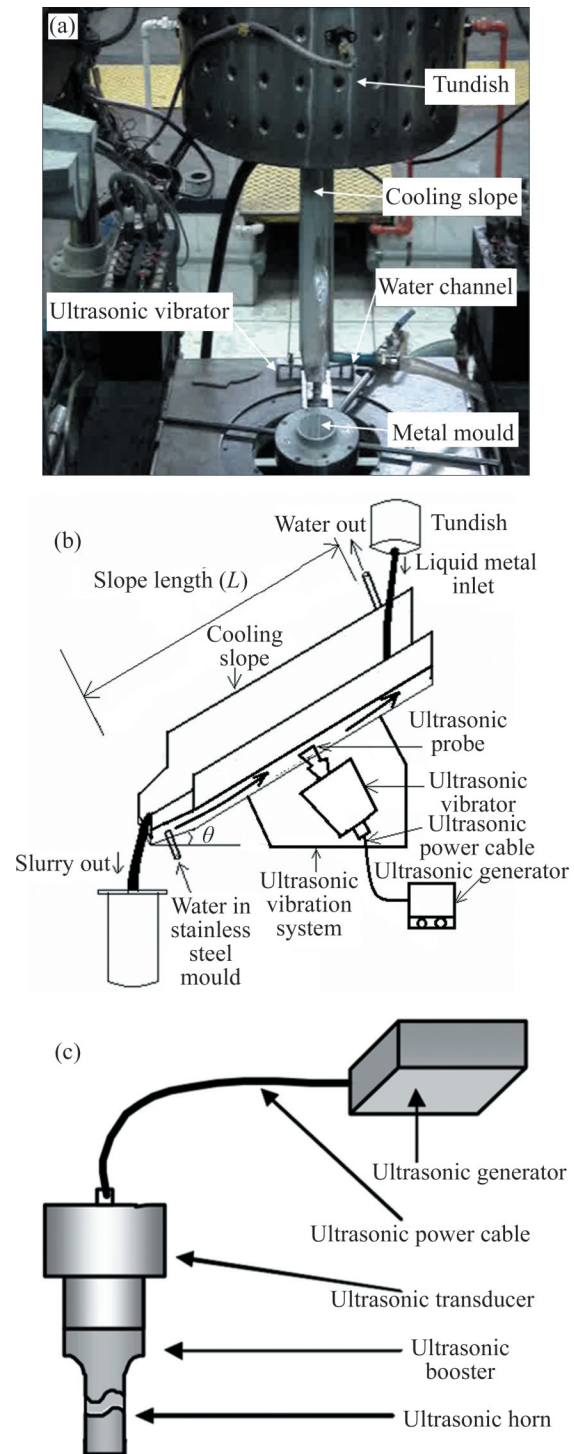 (a)
Tundish
Cooling slope
Water channel
Ultrasonic vibrator
Metal mould
(b)
Water out
Tundish
Liquid metal
inlet
Slope length (L)
Cooling
slope
Ultrasonic
probe
Ultrasonic
vibrator
Ultrasonic
power cable
Ultrasonic generator
θ
Slurry out
Water in
stainless
steel
mould
Ultrasonic
vibration
system
(c)
Ultrasonic generator
Ultrasonic power cable
Ultrasonic transducer
Ultrasonic
booster
Ultrasonic horn